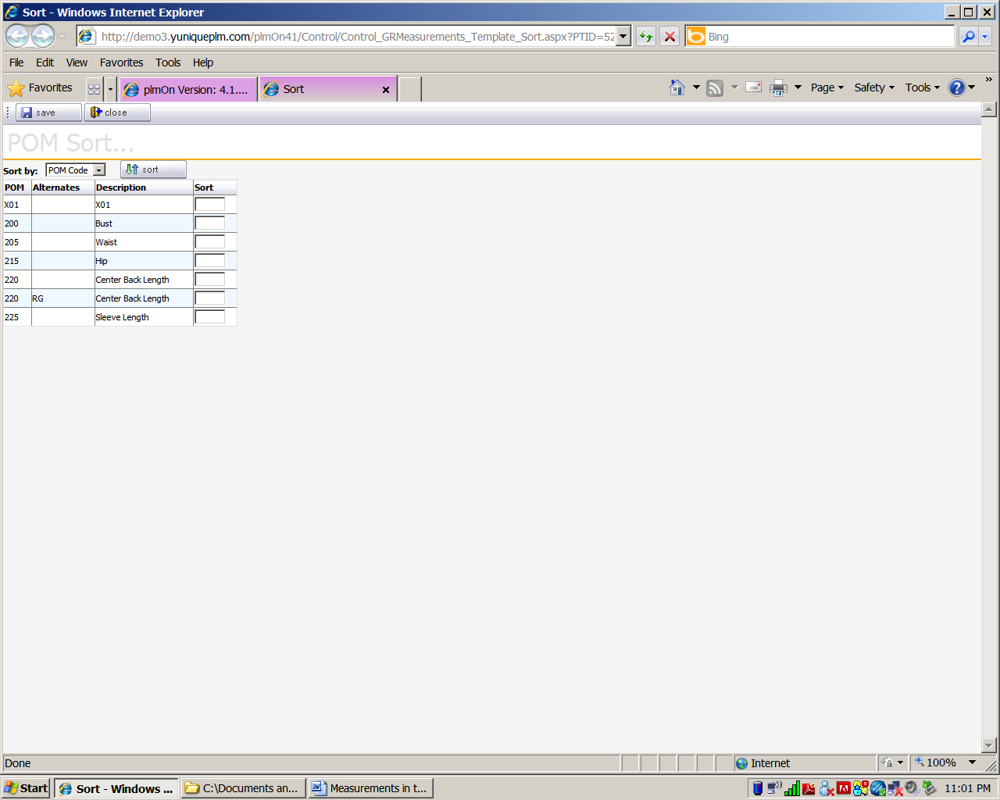 Sort - Windows Internet Explorer
http://demo3.yuniqueplm.com/plmOn41/Control/Control_GRMeasurements_Template_Sort.aspx?PTID=52
Bing
File Edit View Favorites Tools Help
Favorites plmOn Version: 4.1.... Sort Page Safety Tools
save close
POM Sort...
Sort by: POM Code sort
POM Alternates Description Sort
X01 X01
200 Bust
205 Waist
215 Hip
220 Center Back Length
220 RG Center Back Length
225 Sleeve Length
Done Internet 100%
Start Sort - Windows ... C:\Documents an... Measurements in t... 11:01 PM